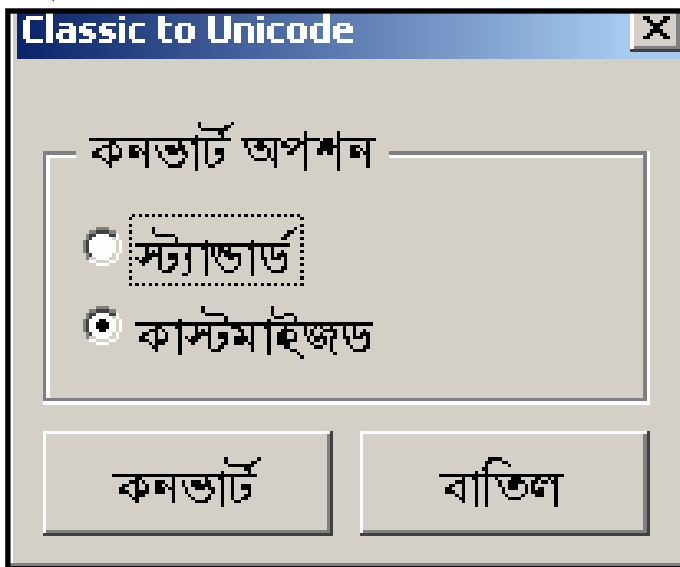 Classic to Unicode
কনভার্ট অপশন
স্ট্যান্ডার্ড
কাস্টমাইজড
কনভার্ট বাতিল